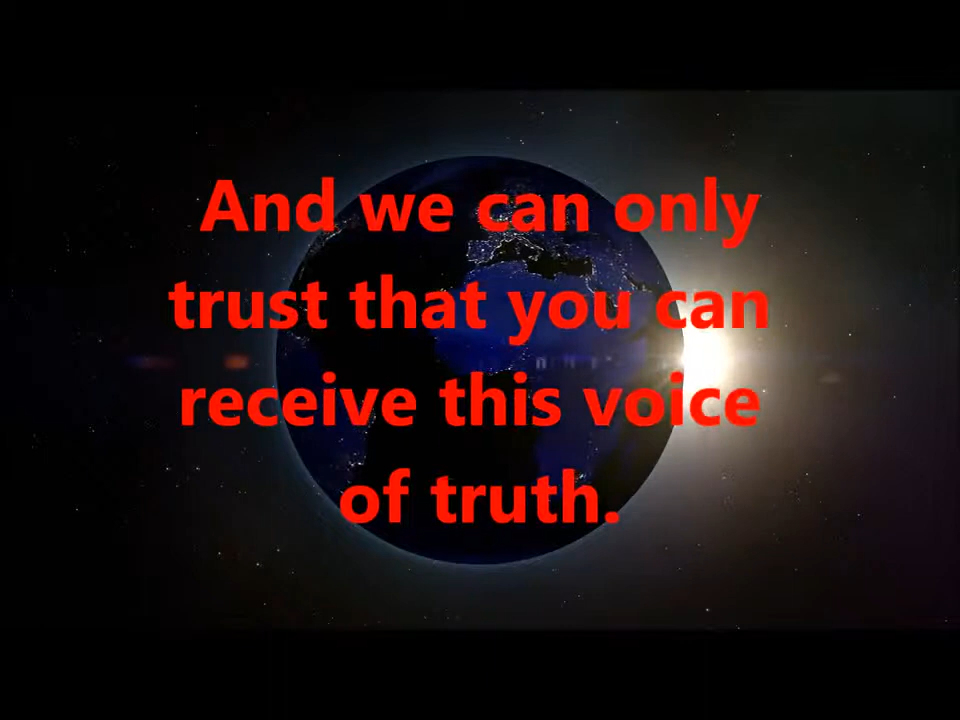 And we can only
trust that you can
receive this voice
of truth.